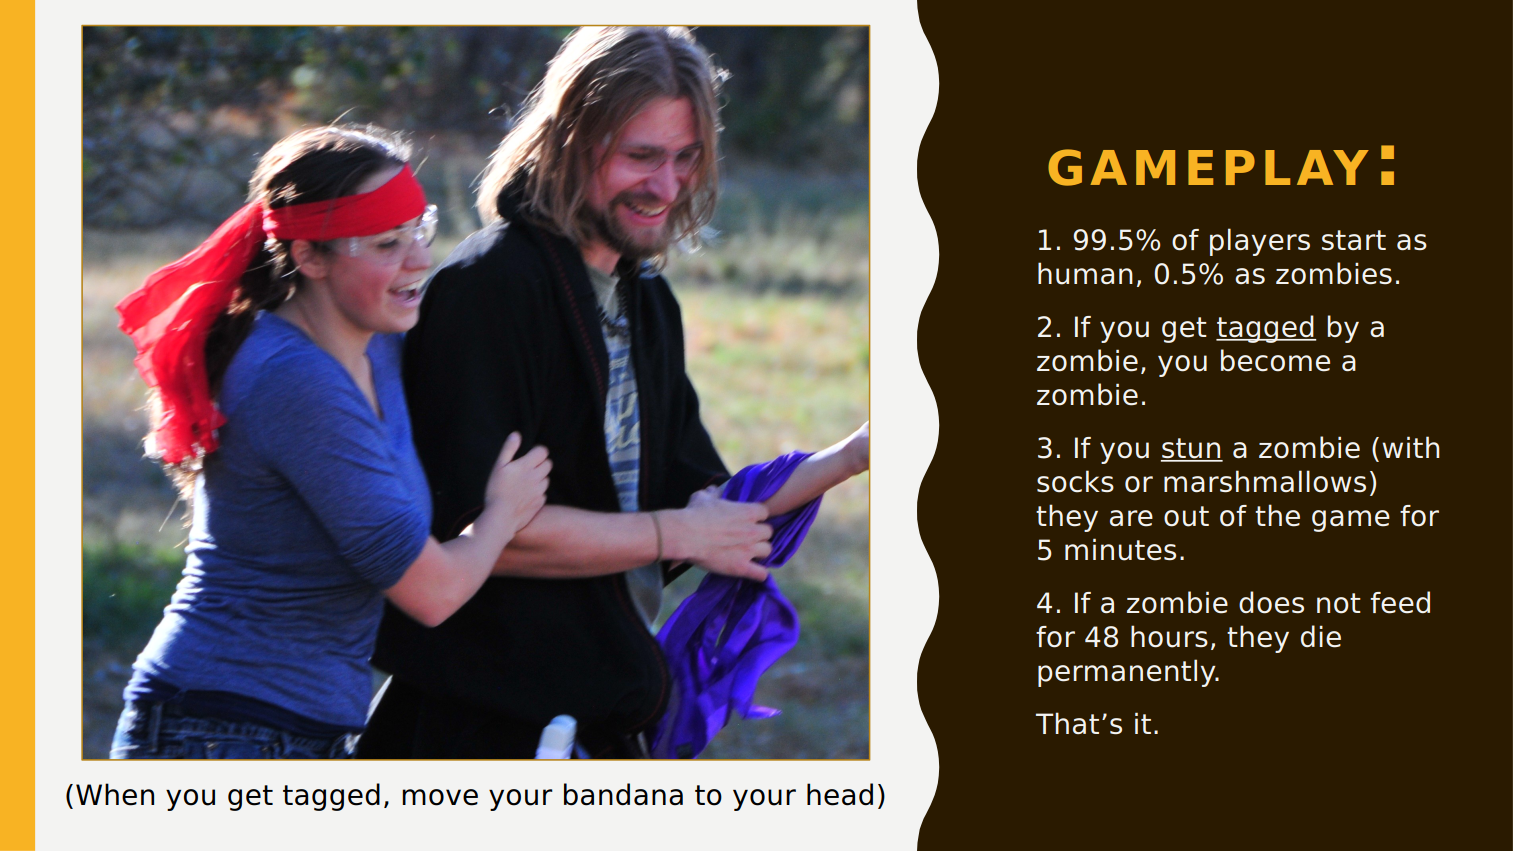 GAMEPLAY:
1. 99.5% of players start as
human, 0.5% as zombies.
2. If you get tagged by a
zombie, you become a
zombie.
3. If you stun a zombie (with
socks or marshmallows)
they are out of the game for
5 minutes.
4. If a zombie does not feed
for 48 hours, they die
permanently.
That’s it.
(When you get tagged, move your bandana to your head)